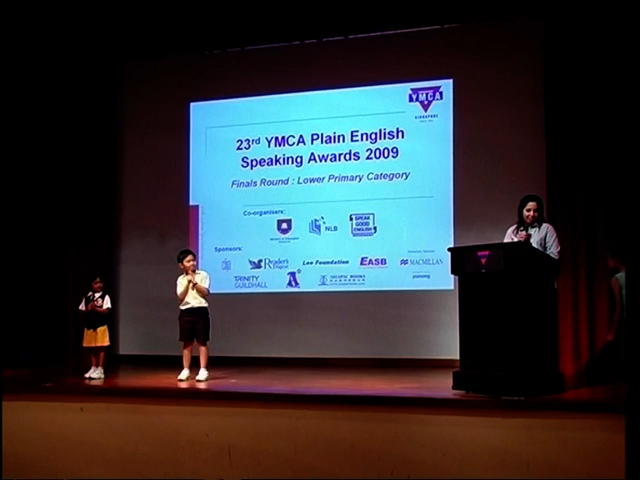 YMCA
SINGAPORE
23rd YMCA Plain English
Speaking Awards 2009
Finals Round : Lower Primary Category
Co-organisers:
NLB
SPEAK
GOOD
ENGLISH
Sponsors:
Reader's
Digest
Lee Foundation
EASB
MACMILLAN
TRINITY
GUILDHALL